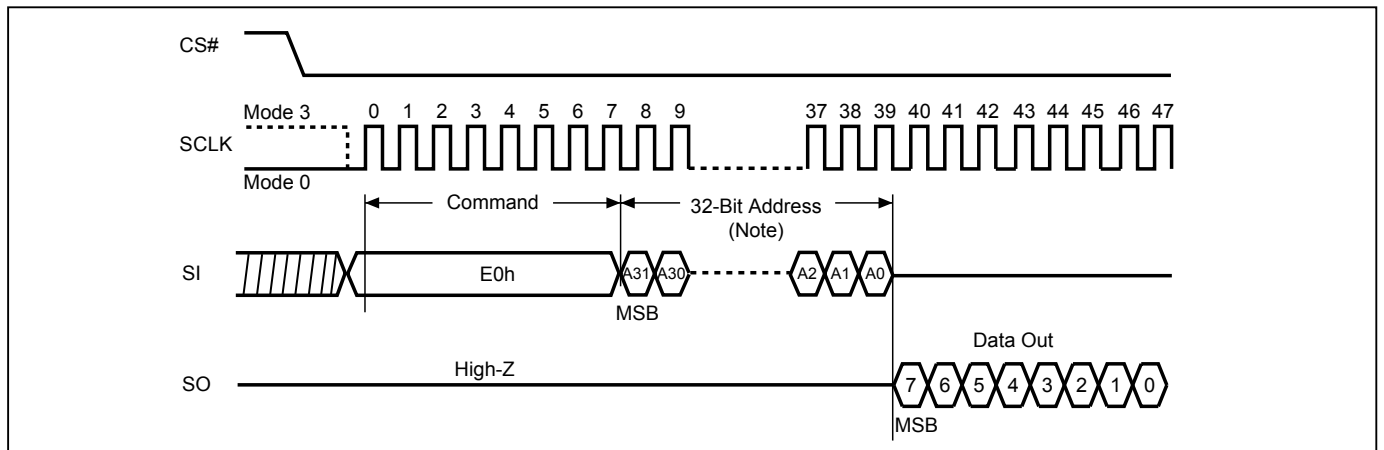 CS#
Mode 3 0 1 2 3 4 5 6 7 8 9 37 38 39 40 41 42 43 44 45 46 47
SCLK
Mode 0
Command 32-Bit Address
(Note)
SI E0h A31 A30 A2 A1 A0
MSB
Data Out
High-Z
SO 7 6 5 4 3 2 1 0
MSB